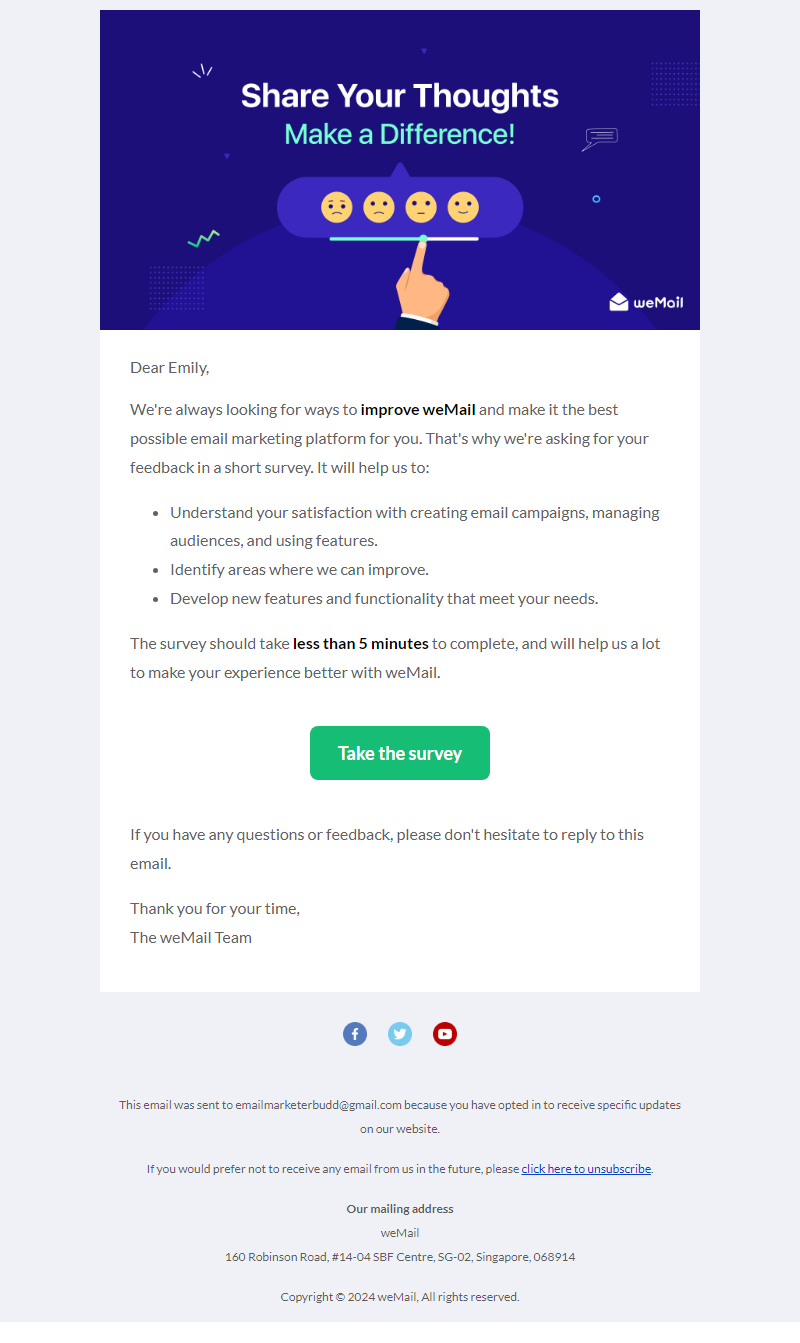 Share Your Thoughts
Make a Difference!
weMail
Dear Emily,
We're always looking for ways to improve weMail and make it the best
possible email marketing platform for you. That's why we're asking for your
feedback in a short survey. It will help us to:
• Understand your satisfaction with creating email campaigns, managing
audiences, and using features.
• Identify areas where we can improve.
• Develop new features and functionality that meet your needs.
The survey should take less than 5 minutes to complete, and will help us a lot
to make your experience better with weMail.
Take the survey
If you have any questions or feedback, please don't hesitate to reply to this
email.
Thank you for your time,
The weMail Team
This email was sent to emailmarketerbudd@gmail.com because you have opted in to receive specific updates
on our website.
If you would prefer not to receive any email from us in the future, please click here to unsubscribe.
Our mailing address
weMail
160 Robinson Road, #14-04 SBF Centre, SG-02, Singapore, 068914
Copyright © 2024 weMail, All rights reserved.